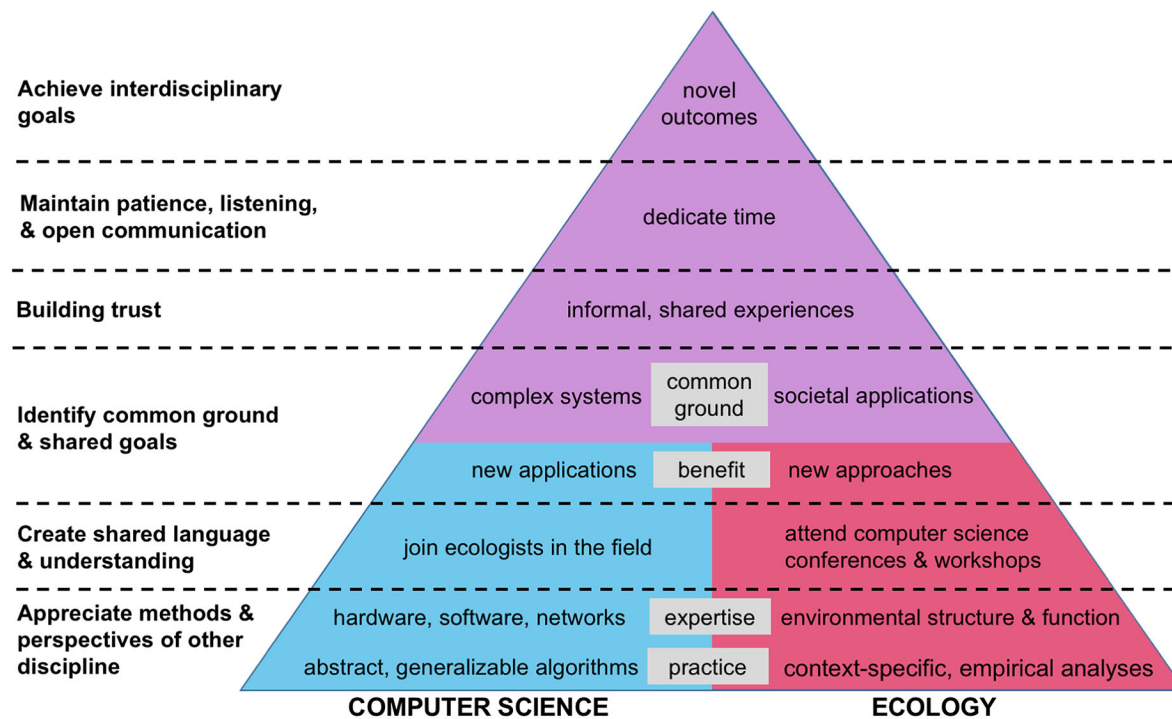 Achieve interdisciplinary
goals
novel
outcomes
Maintain patience, listening,
& open communication
dedicate time
Building trust
informal, shared experiences
Identify common ground
& shared goals
complex systems
common
ground
societal applications
new applications
benefit
new approaches
Create shared language
& understanding
join ecologists in the field
attend computer science
conferences & workshops
Appreciate methods &
perspectives of other
discipline
hardware, software, networks
expertise
environmental structure & function
abstract, generalizable algorithms
practice
context-specific, empirical analyses
COMPUTER SCIENCE
ECOLOGY